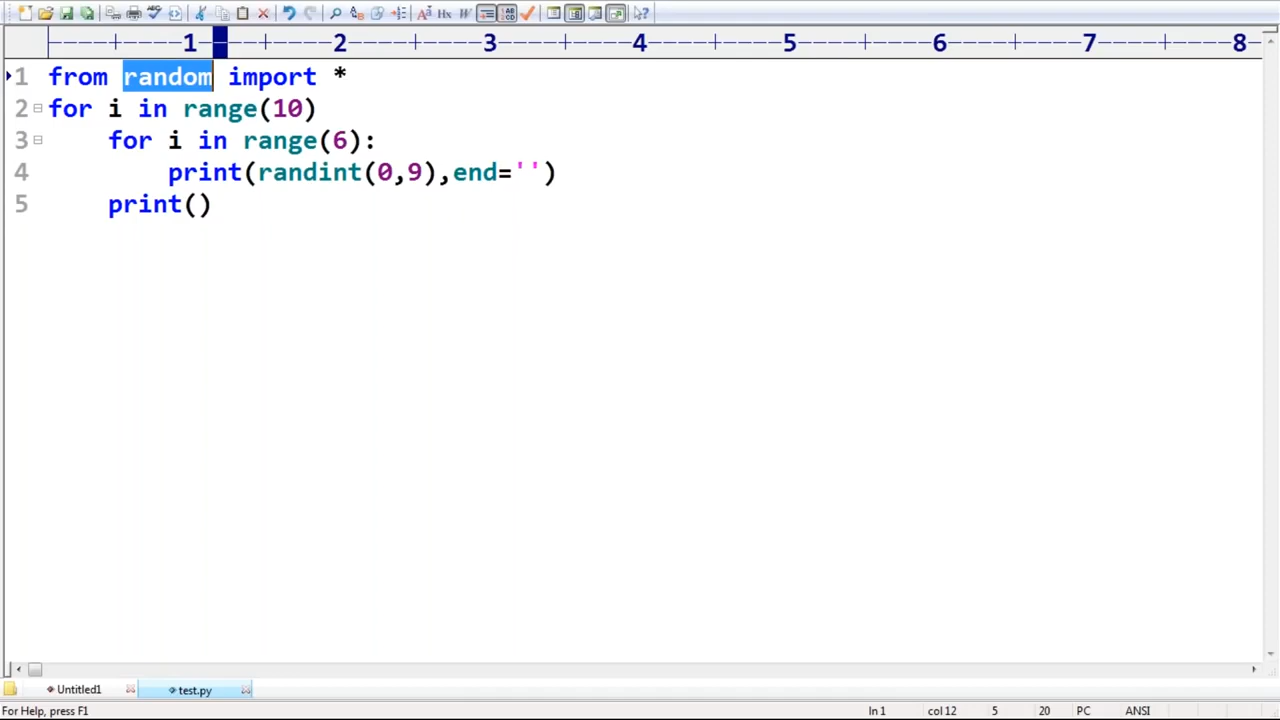 1 2 3 4 5 6 7 8
1 from random import *
2 for i in range(10)
3 for i in range(6):
4 print(randint(0,9),end='')
5 print()
Untitled1 test.py
For Help, press F1 ln 1 col 12 5 20 PC ANSI